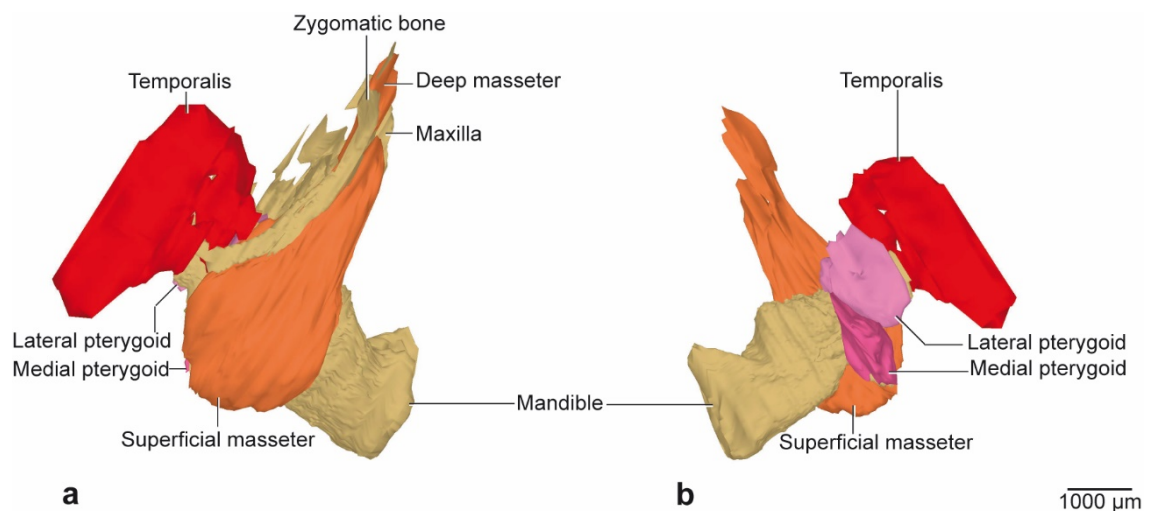 Zygomatic bone
Temporalis
Deep masseter
Maxilla
Lateral pterygoid
Medial pterygoid
Superficial masseter
Mandible
a
Temporalis
Lateral pterygoid
Medial pterygoid
Superficial masseter
b
1000 µm